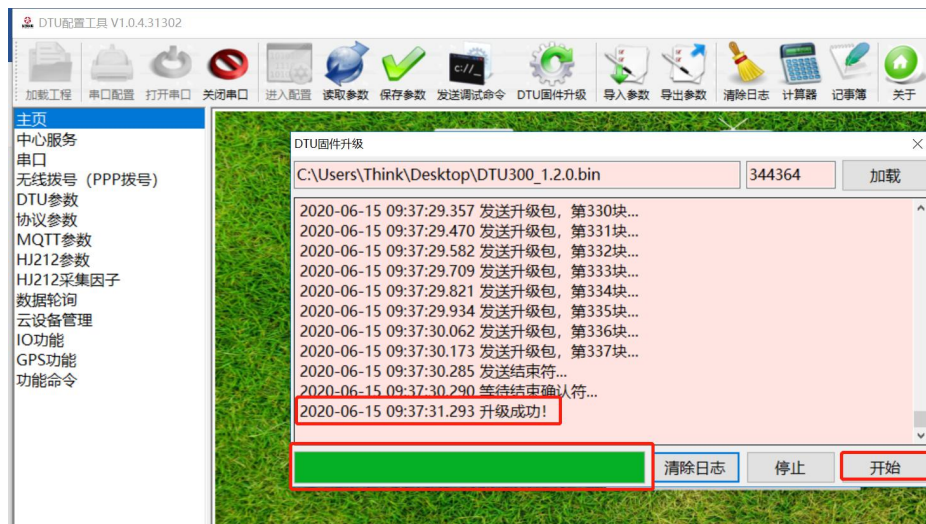 DTU配置工具 V1.0.4.31302
加载工程 串口配置 打开串口 关闭串口 进入配置 读取参数 保存参数 发送调试命令 DTU固件升级 导入参数 导出参数 清除日志 计算器 记事簿 关于
c:/_
主页
中心服务
串口
无线拨号（PPP拨号）
DTU参数
协议参数
MQTT参数
HJ212参数
HJ212采集因子
数据轮询
云设备管理
IO功能
GPS功能
功能命令
DTU固件升级
C:\Users\Think\Desktop\DTU300_1.2.0.bin 344364 加载
2020-06-15 09:37:29.357 发送升级包，第330块...
2020-06-15 09:37:29.470 发送升级包，第331块...
2020-06-15 09:37:29.582 发送升级包，第332块...
2020-06-15 09:37:29.709 发送升级包，第333块...
2020-06-15 09:37:29.821 发送升级包，第334块...
2020-06-15 09:37:29.934 发送升级包，第335块...
2020-06-15 09:37:30.062 发送升级包，第336块...
2020-06-15 09:37:30.173 发送升级包，第337块...
2020-06-15 09:37:30.285 发送结束符...
2020-06-15 09:37:30.290 等待结束确认符...
2020-06-15 09:37:31.293 升级成功！
清除日志 停止 开始